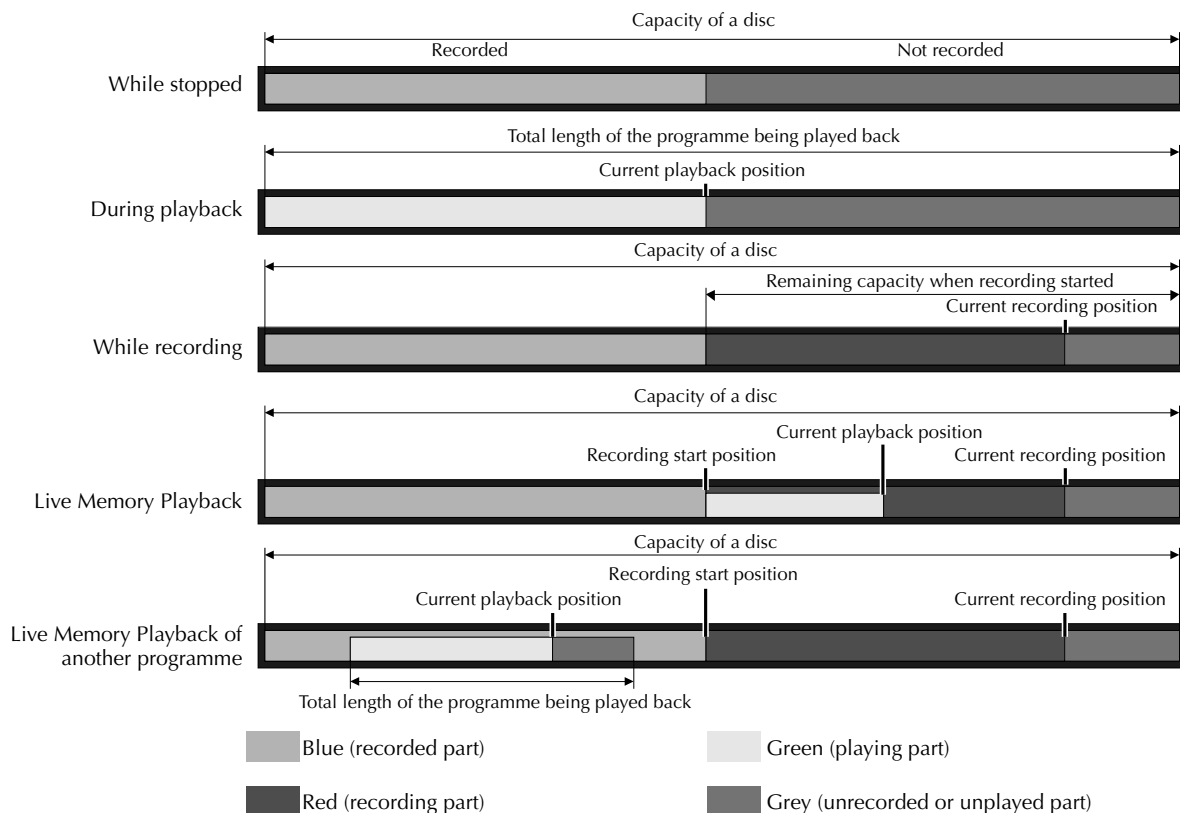 Capacity of a disc
Recorded
Not recorded
While stopped
Total length of the programme being played back
Current playback position
During playback
Capacity of a disc
Remaining capacity when recording started
Current recording position
While recording
Capacity of a disc
Current playback position
Recording start position
Current recording position
Live Memory Playback
Capacity of a disc
Recording start position
Current playback position
Current recording position
Live Memory Playback of
another programme
Total length of the programme being played back
Blue (recorded part)
Green (playing part)
Red (recording part)
Grey (unrecorded or unplayed part)